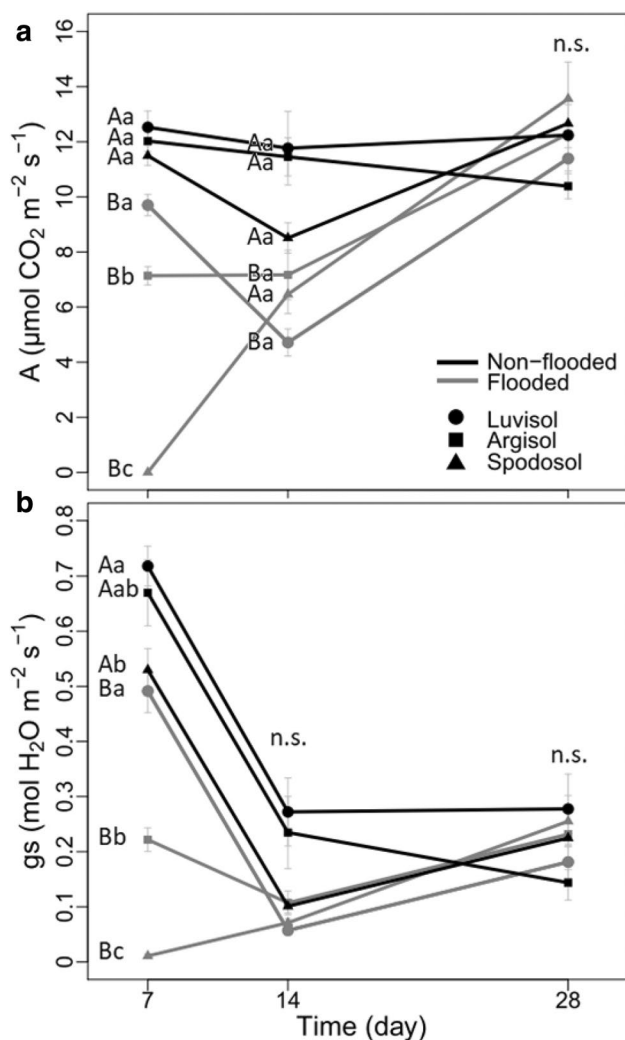 a
n.s.
16
14
12
10
8
6
4
2
0
A (μmol CO₂ m⁻² s⁻¹)
Aa
Aa
Aa
Ba
Bb
Bc
Aa
Aa
Aa
Ba
Aa
Ba
Non−flooded
Flooded
Luvisol
Argisol
Spodosol
b
0.8
0.7
0.6
0.5
0.4
0.3
0.2
0.1
0
gs (mol H₂O m⁻² s⁻¹)
Aa
Aab
Ab
Ba
Bb
Bc
n.s.
n.s.
7
14
28
Time (day)